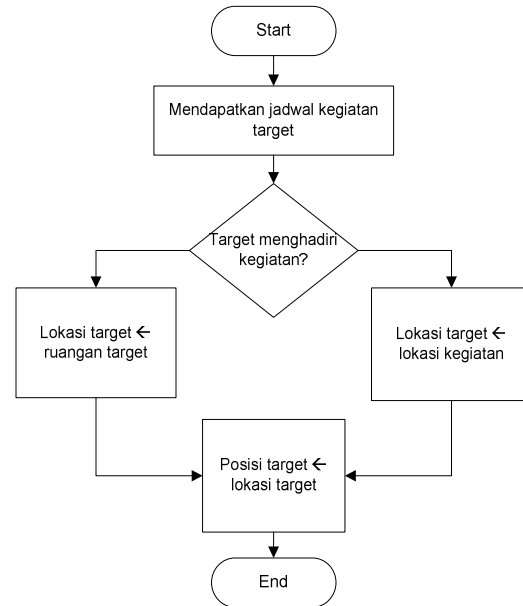 Start
Mendapatkan jadwal kegiatan
target
Target menghadiri
kegiatan?
Lokasi target ←
ruangan target
Lokasi target ←
lokasi kegiatan
Posisi target ←
lokasi target
End